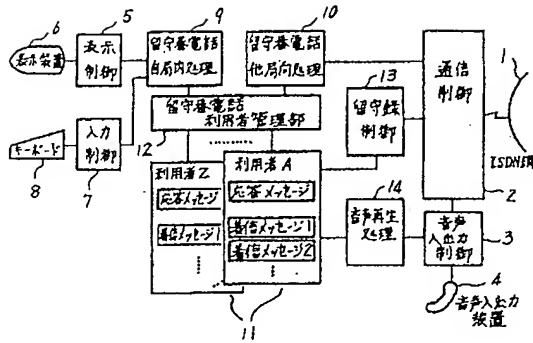 6
表示装置
5
表示
制御
9
留守番電話
自局内処理
10
留守番電話
他局向処理
通信
制御
1
ISDN回線
2
キーボード
8
入力
制御
7
留守番電話
利用者管理部
12
13
留守録
制御
利用者Z
応答メッセージ
着信メッセージ1
利用者A
応答メッセージ
着信メッセージ1
着信メッセージ2
11
14
音声再生
処理
音声
入出力
制御
3
4
音声入出力
装置